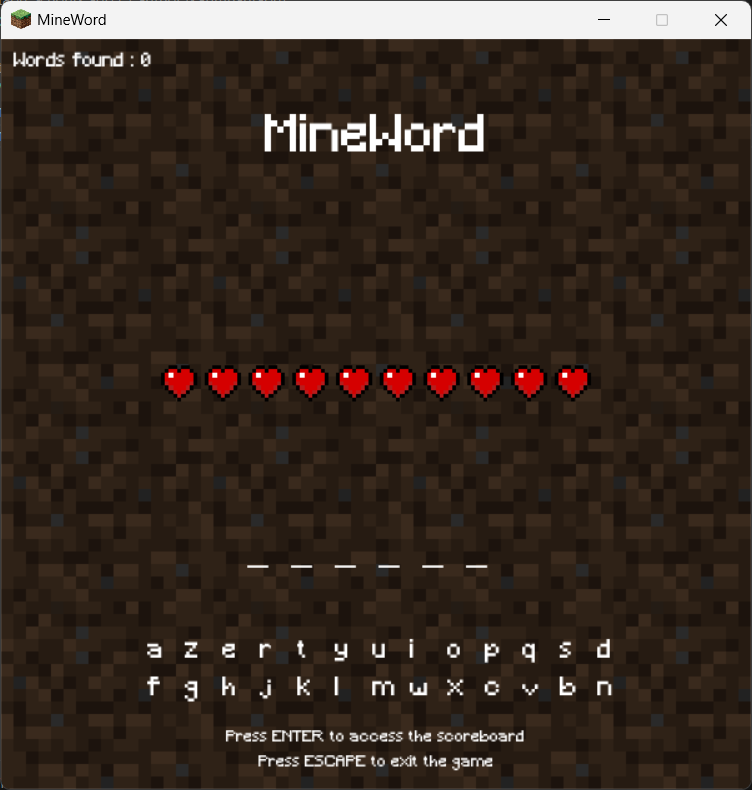 MineWord
Words found : 0
MineWord
_ _ _ _ _ _
a z e r t y u i o p q s d
f g h j k l m w x c v b n
Press ENTER to access the scoreboard
Press ESCAPE to exit the game